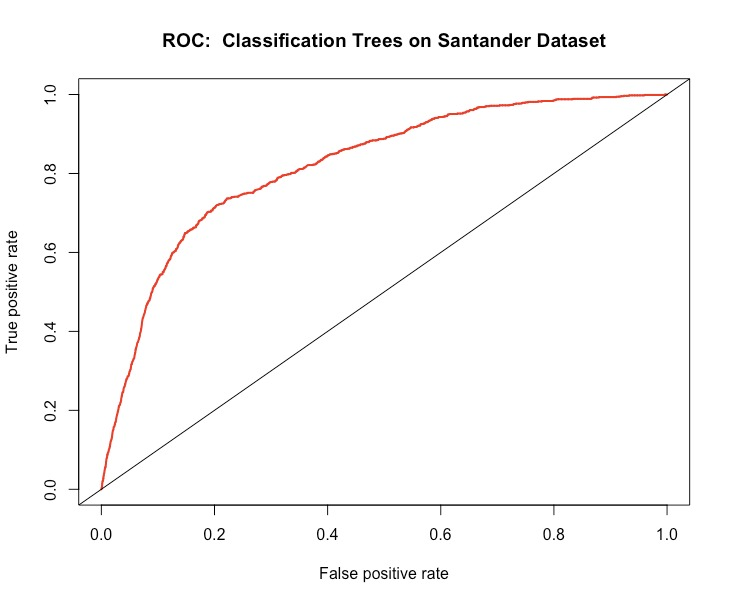 ROC:  Classification Trees on Santander Dataset
True positive rate
1.0
0.8
0.6
0.4
0.2
0.0
0.0 0.2 0.4 0.6 0.8 1.0
False positive rate